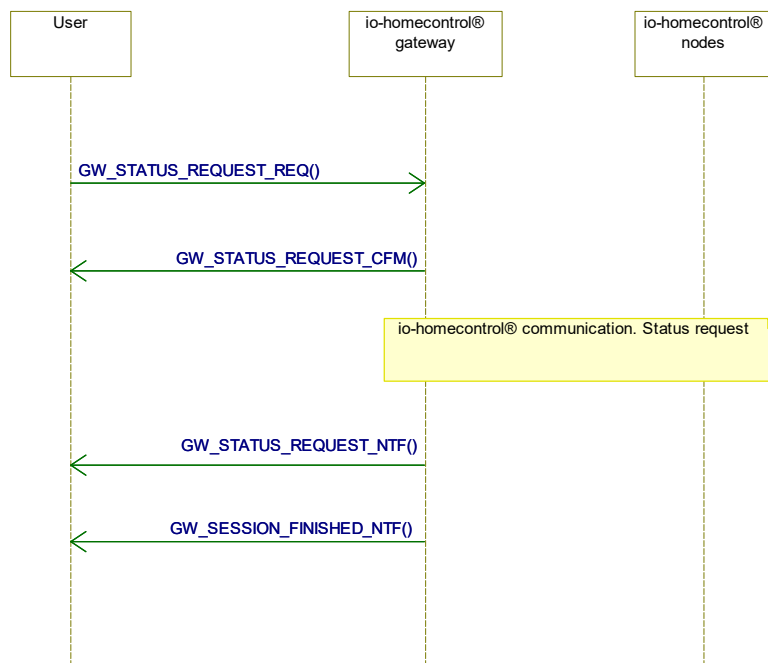 User
io-homecontrol®
gateway
io-homecontrol®
nodes
GW_STATUS_REQUEST_REQ()
GW_STATUS_REQUEST_CFM()
io-homecontrol® communication. Status request
GW_STATUS_REQUEST_NTF()
GW_SESSION_FINISHED_NTF()